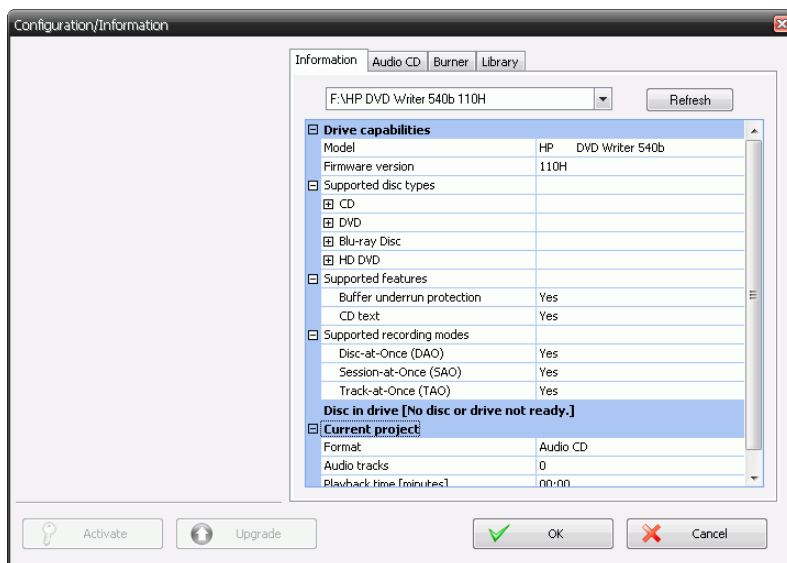 Configuration/Information
Information Audio CD Burner Library
F:\HP DVD Writer 540b 110H Refresh
Drive capabilities
Model HP DVD Writer 540b
Firmware version 110H
Supported disc types
CD
DVD
Blu-ray Disc
HD DVD
Supported features
Buffer underrun protection Yes
CD text Yes
Supported recording modes
Disc-at-Once (DAO) Yes
Session-at-Once (SAO) Yes
Track-at-Once (TAO) Yes
Disc in drive [No disc or drive not ready.]
Current project
Format Audio CD
Audio tracks 0
Playback time [minutes] 00:00
Activate Upgrade OK Cancel